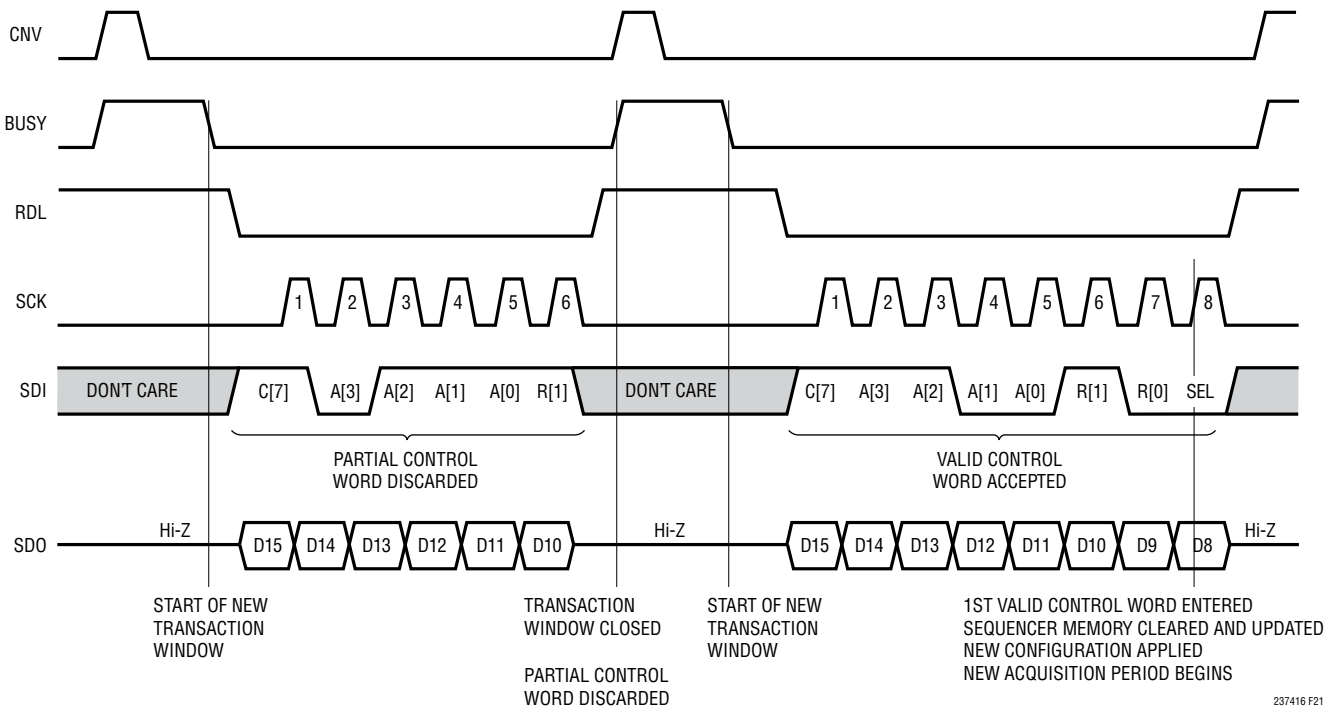 CNV
BUSY
RDL
SCK 1 2 3 4 5 6 1 2 3 4 5 6 7 8
SDI DON'T CARE C[7] A[3] A[2] A[1] A[0] R[1] DON'T CARE C[7] A[3] A[2] A[1] A[0] R[1] R[0] SEL
PARTIAL CONTROL
WORD DISCARDED
VALID CONTROL
WORD ACCEPTED
SDO Hi-Z D15 D14 D13 D12 D11 D10 Hi-Z D15 D14 D13 D12 D11 D10 D9 D8 Hi-Z
START OF NEW
TRANSACTION
WINDOW
TRANSACTION
WINDOW CLOSED
PARTIAL CONTROL
WORD DISCARDED
START OF NEW
TRANSACTION
WINDOW
1ST VALID CONTROL WORD ENTERED
SEQUENCER MEMORY CLEARED AND UPDATED
NEW CONFIGURATION APPLIED
NEW ACQUISITION PERIOD BEGINS
237416 F21